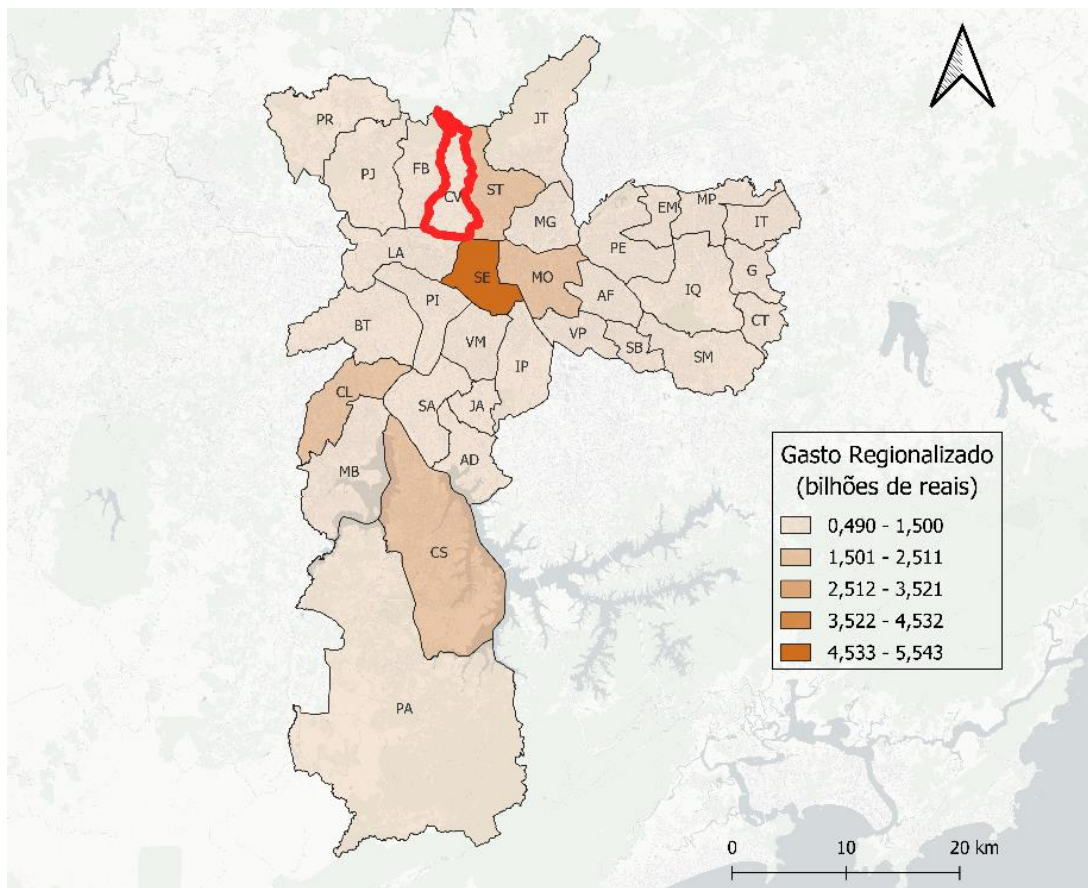 JT
PR
FB
PJ
CV
ST
MG
EM
MP
IT
PE
LA
SE
MO
G
IQ
AF
PI
CT
BT
VM
VP
SB
SM
IP
CL
SA
JA
AD
MB
CS
PA
Gasto Regionalizado
(bilhões de reais)
0,490 - 1,500
1,501 - 2,511
2,512 - 3,521
3,522 - 4,532
4,533 - 5,543
0 10 20 km